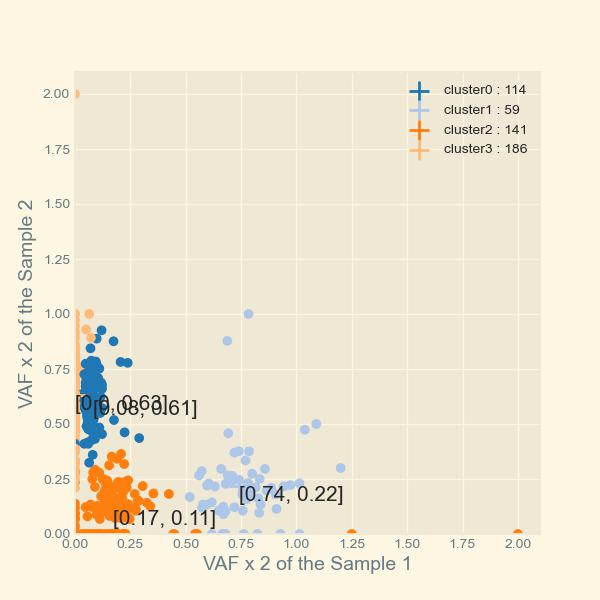 cluster0 : 114
cluster1 : 59
cluster2 : 141
cluster3 : 186
2.00
1.75
1.50
1.25
1.00
0.75
0.50
0.25
0.00
VAF x 2 of the Sample 2
[0.08, 0.61]
[0.74, 0.22]
[0.17, 0.11]
0.00 0.25 0.50 0.75 1.00 1.25 1.50 1.75 2.00
VAF x 2 of the Sample 1